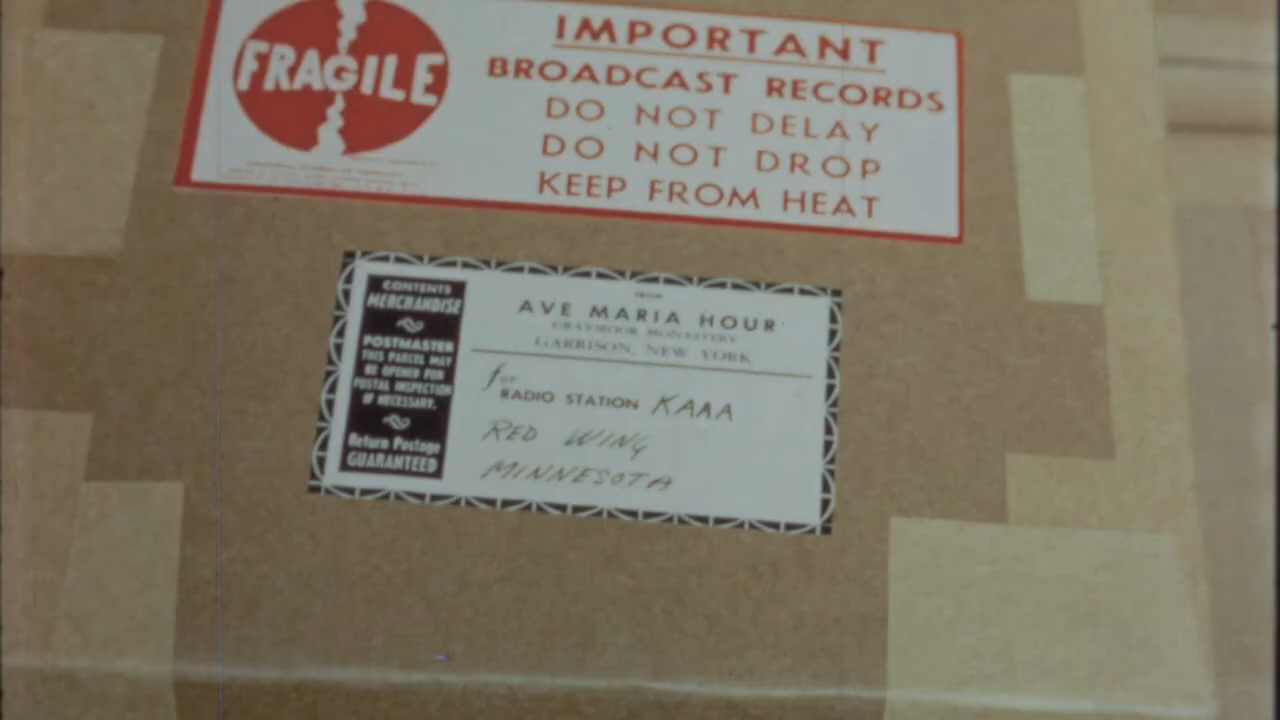 FRAGILE
IMPORTANT
BROADCAST RECORDS
DO NOT DELAY
DO NOT DROP
KEEP FROM HEAT
CONTENTS
MERCHANDISE
POSTMASTER
THIS PARCEL MAY
BE OPENED FOR
POSTAL INSPECTION
IF NECESSARY.
Return Postage
GUARANTEED
FROM
AVE MARIA HOUR
GRAYMOOR MONASTERY
GARRISON, NEW YORK
for
RADIO STATION KAAA
RED WING
MINNESOTA